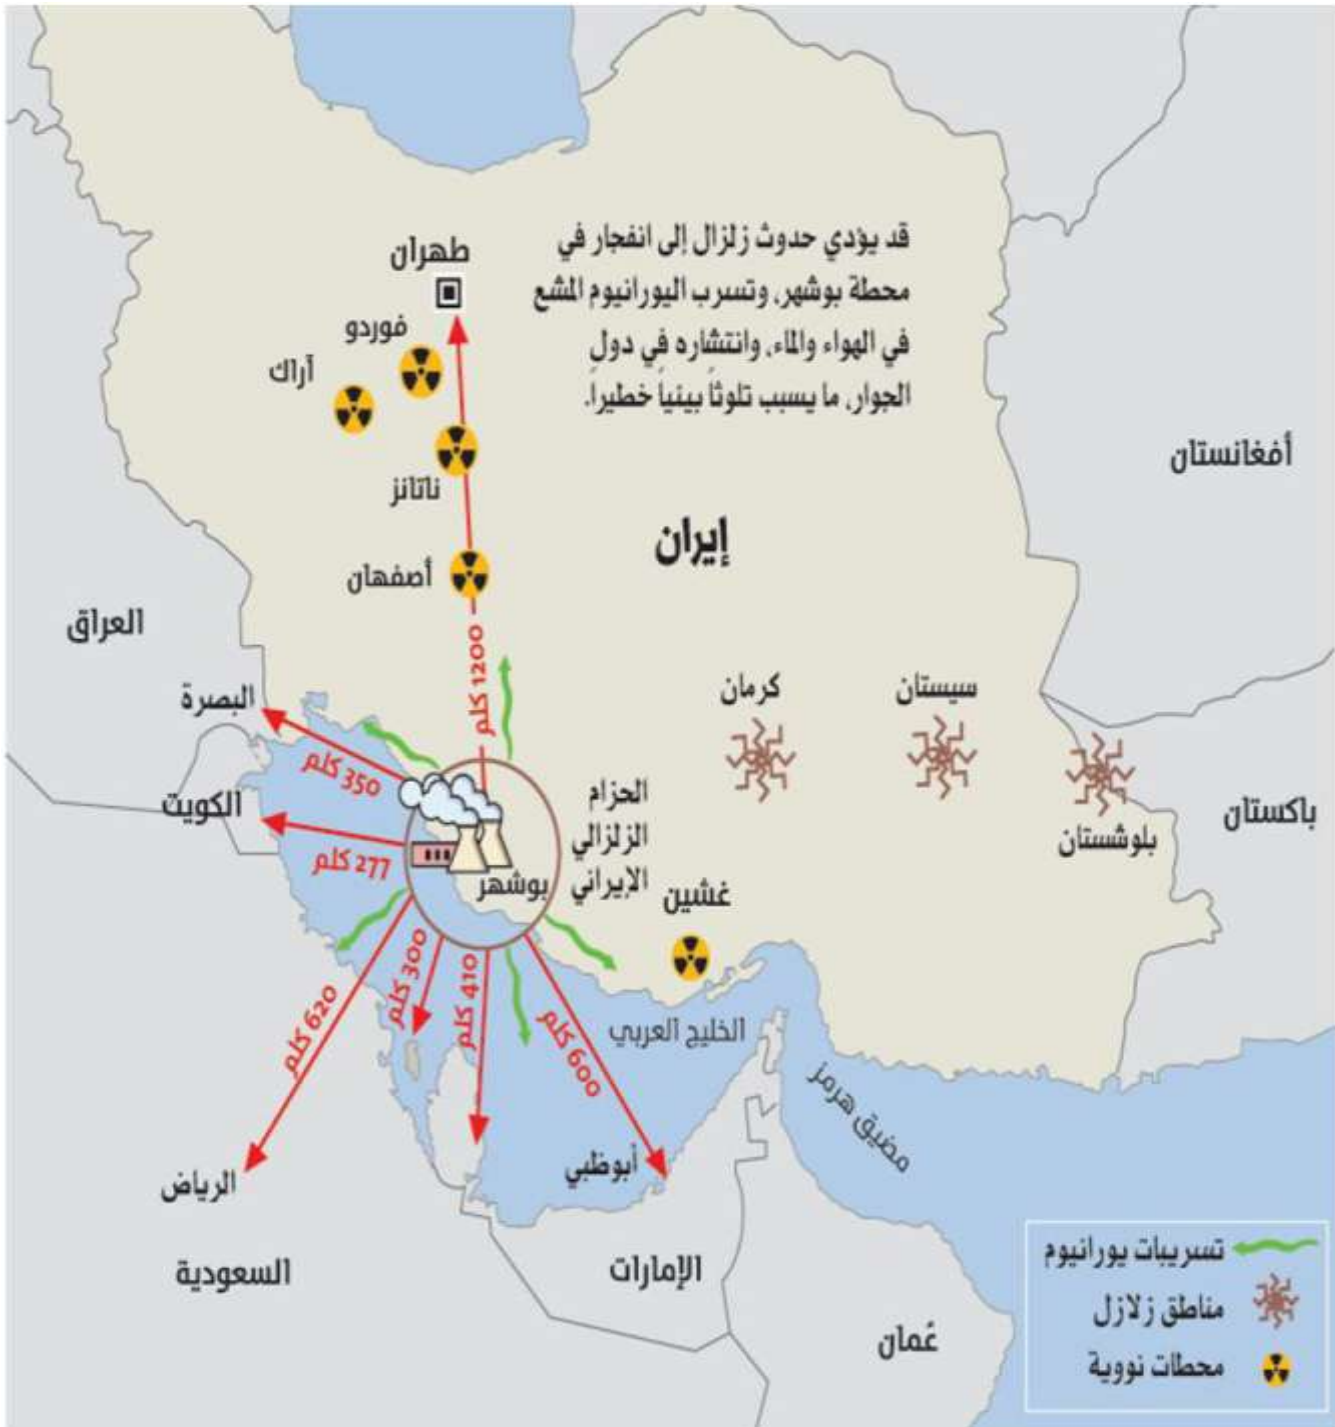 قد يؤدي حدوث زلزال إلى انفجار في
محطة بوشهر، وتسرب اليورانيوم المشع
في الهواء والماء، وانتشاره في دول
الجوار، ما يسبب تلوثاً بينياً خطيراً.
طهران
فوردو
آراك
ناتانز
أصفهان
إيران
أفغانستان
العراق
1200 كلم
كرمان
سيستان
البصرة
350 كلم
الكويت
277 كلم
بوشهر
الحزام
الزلزالي
الإيراني
غشين
بلوشستان
باكستان
620 كلم
300 كلم
410 كلم
600 كلم
الخليج العربي
مضيق هرمز
الرياض
أبوظبي
السعودية
الإمارات
عُمان
تسريبات يورانيوم
مناطق زلازل
محطات نووية